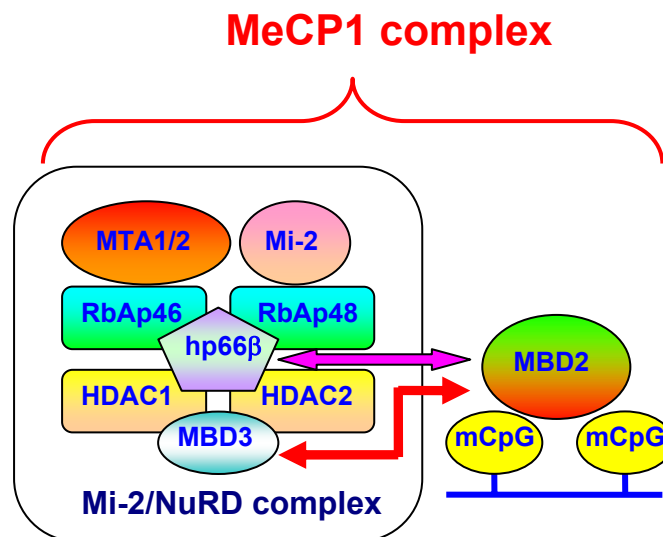 MeCP1 complex
MTA1/2
Mi-2
RbAp46
RbAp48
hp66β
MBD2
HDAC1
HDAC2
mCpG
mCpG
MBD3
Mi-2/NuRD complex